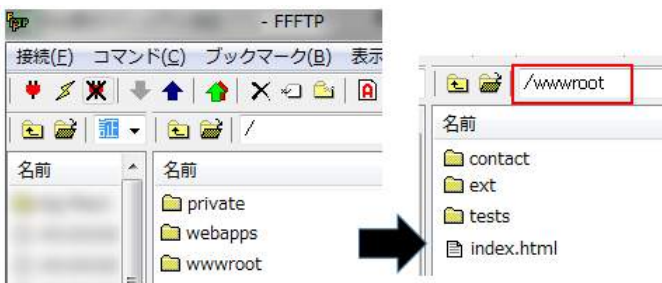 - FFFTP
接続(F) コマンド(C) ブックマーク(B) 表示
/
名前
名前
private
webapps
wwwroot
/wwwroot
名前
contact
ext
tests
index.html